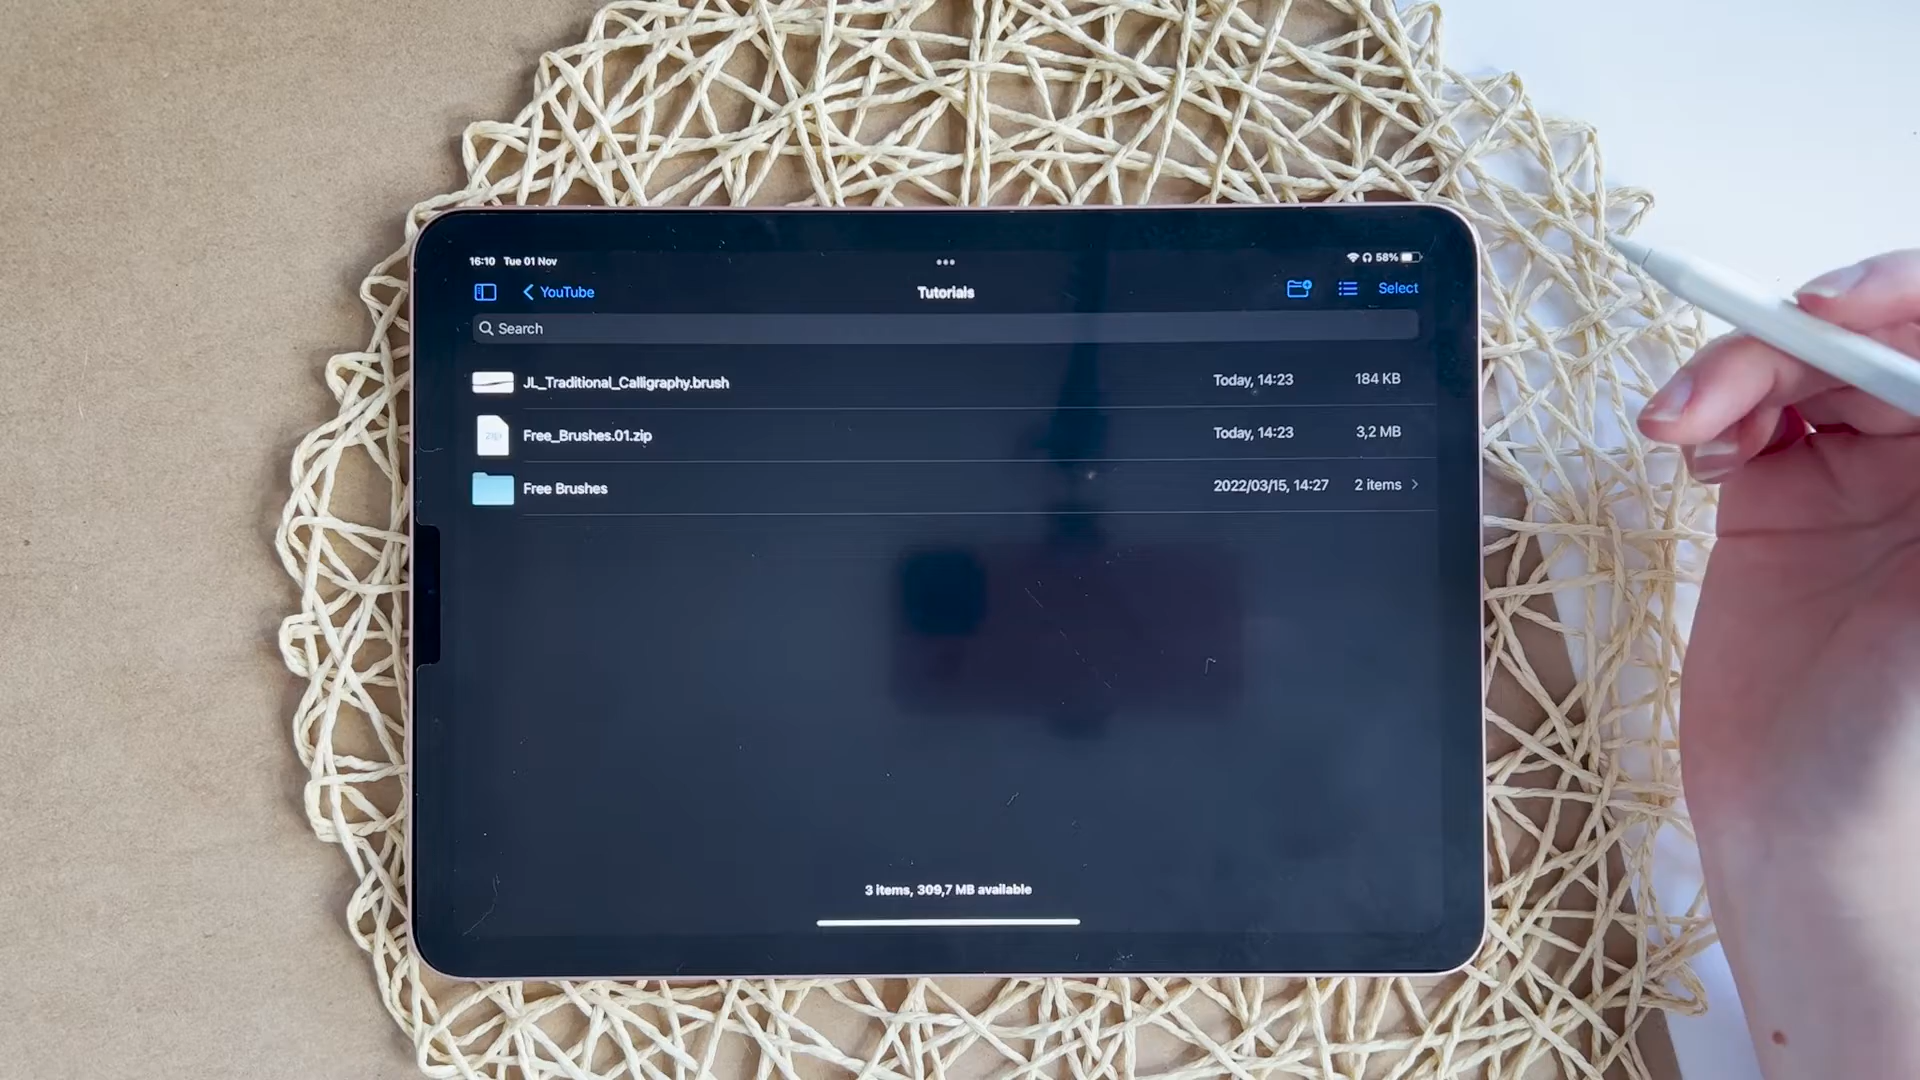 16:10 Tue 01 Nov
58%
YouTube
Tutorials
Select
Search
JL_Traditional_Calligraphy.brush Today, 14:23 184 KB
Free_Brushes.01.zip Today, 14:23 3,2 MB
Free Brushes 2022/03/15, 14:27 2 items
3 items, 309,7 MB available